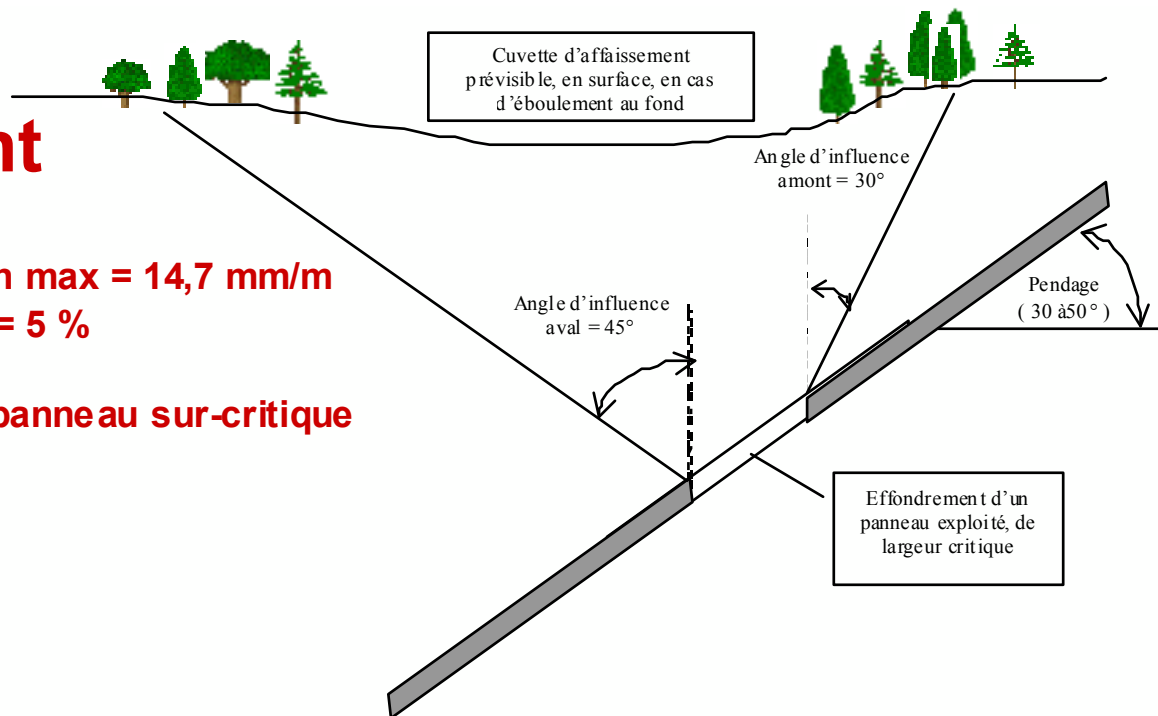 Cuvette d'affaissement
prévisible, en surface, en cas
d'éboulement au fond
nt
n max = 14,7 mm/m
= 5 %
panneau sur-critique
Angle d'influence
amont = 30°
Angle d'influence
aval = 45°
Pendage
( 30 à50° )
Effondrement d'un
panneau exploité, de
largeur critique